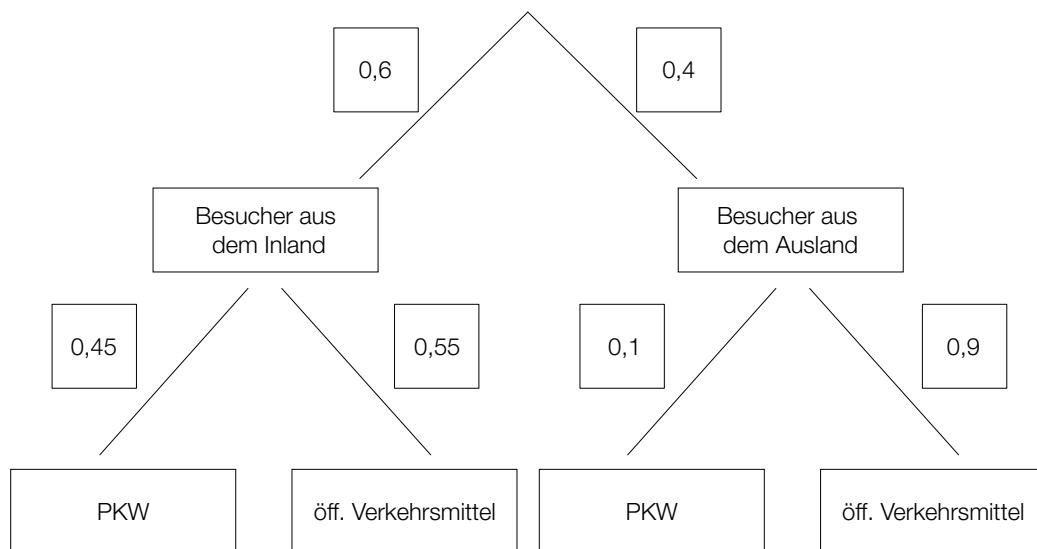 0,6
0,4
Besucher aus
dem Inland
Besucher aus
dem Ausland
0,45
0,55
0,1
0,9
PKW
öff. Verkehrsmittel
PKW
öff. Verkehrsmittel